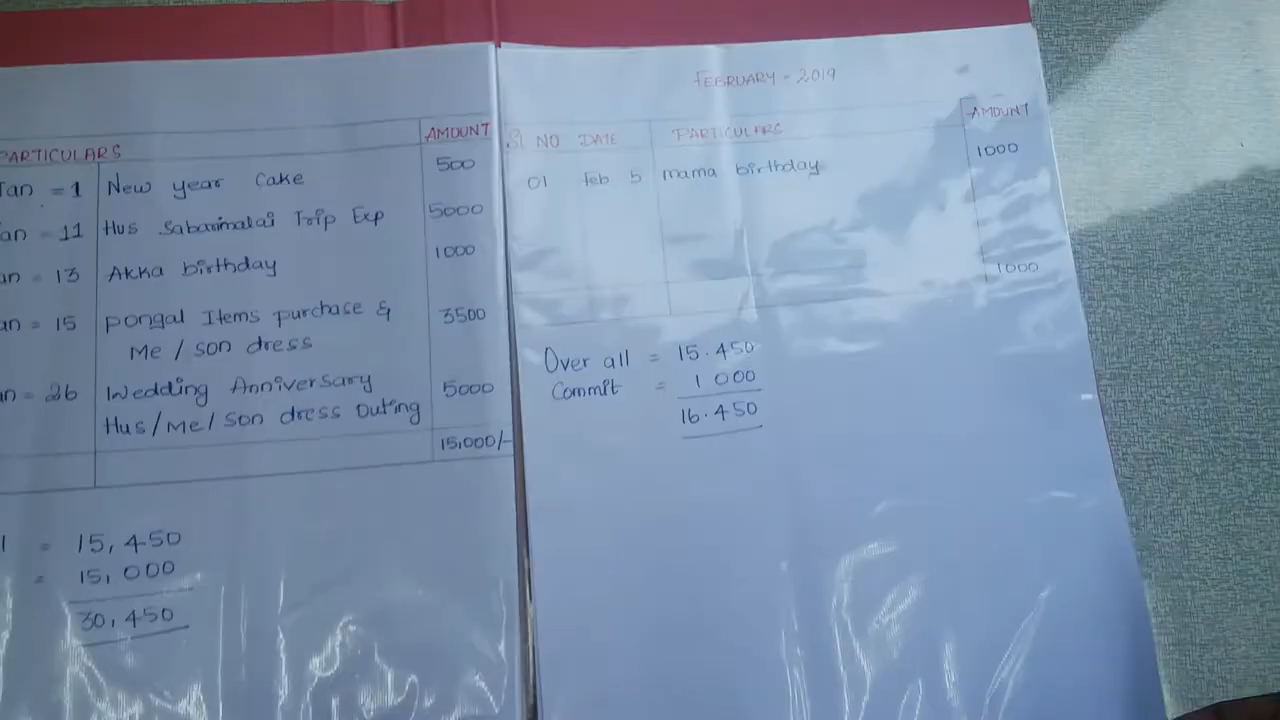 PARTICULARS AMOUNT
Jan = 1 New year Cake 500
an = 11 Hus Sabarimalai Trip Exp 5000
an = 13 Akka birthday 1000
an = 15 pongal Items purchase & 3500
Me / son dress
an = 26 Wedding Anniversary 5000
Hus/Me/ Son dress Outing
15,000/-
l = 15,450
= 15,000
30,450
FEBRUARY - 2019
Sl NO DATE PARTICULARS AMOUNT
01 Feb 5 mama birthday 1000
1000
Over all = 15.450
Commit = 1 000
16.450